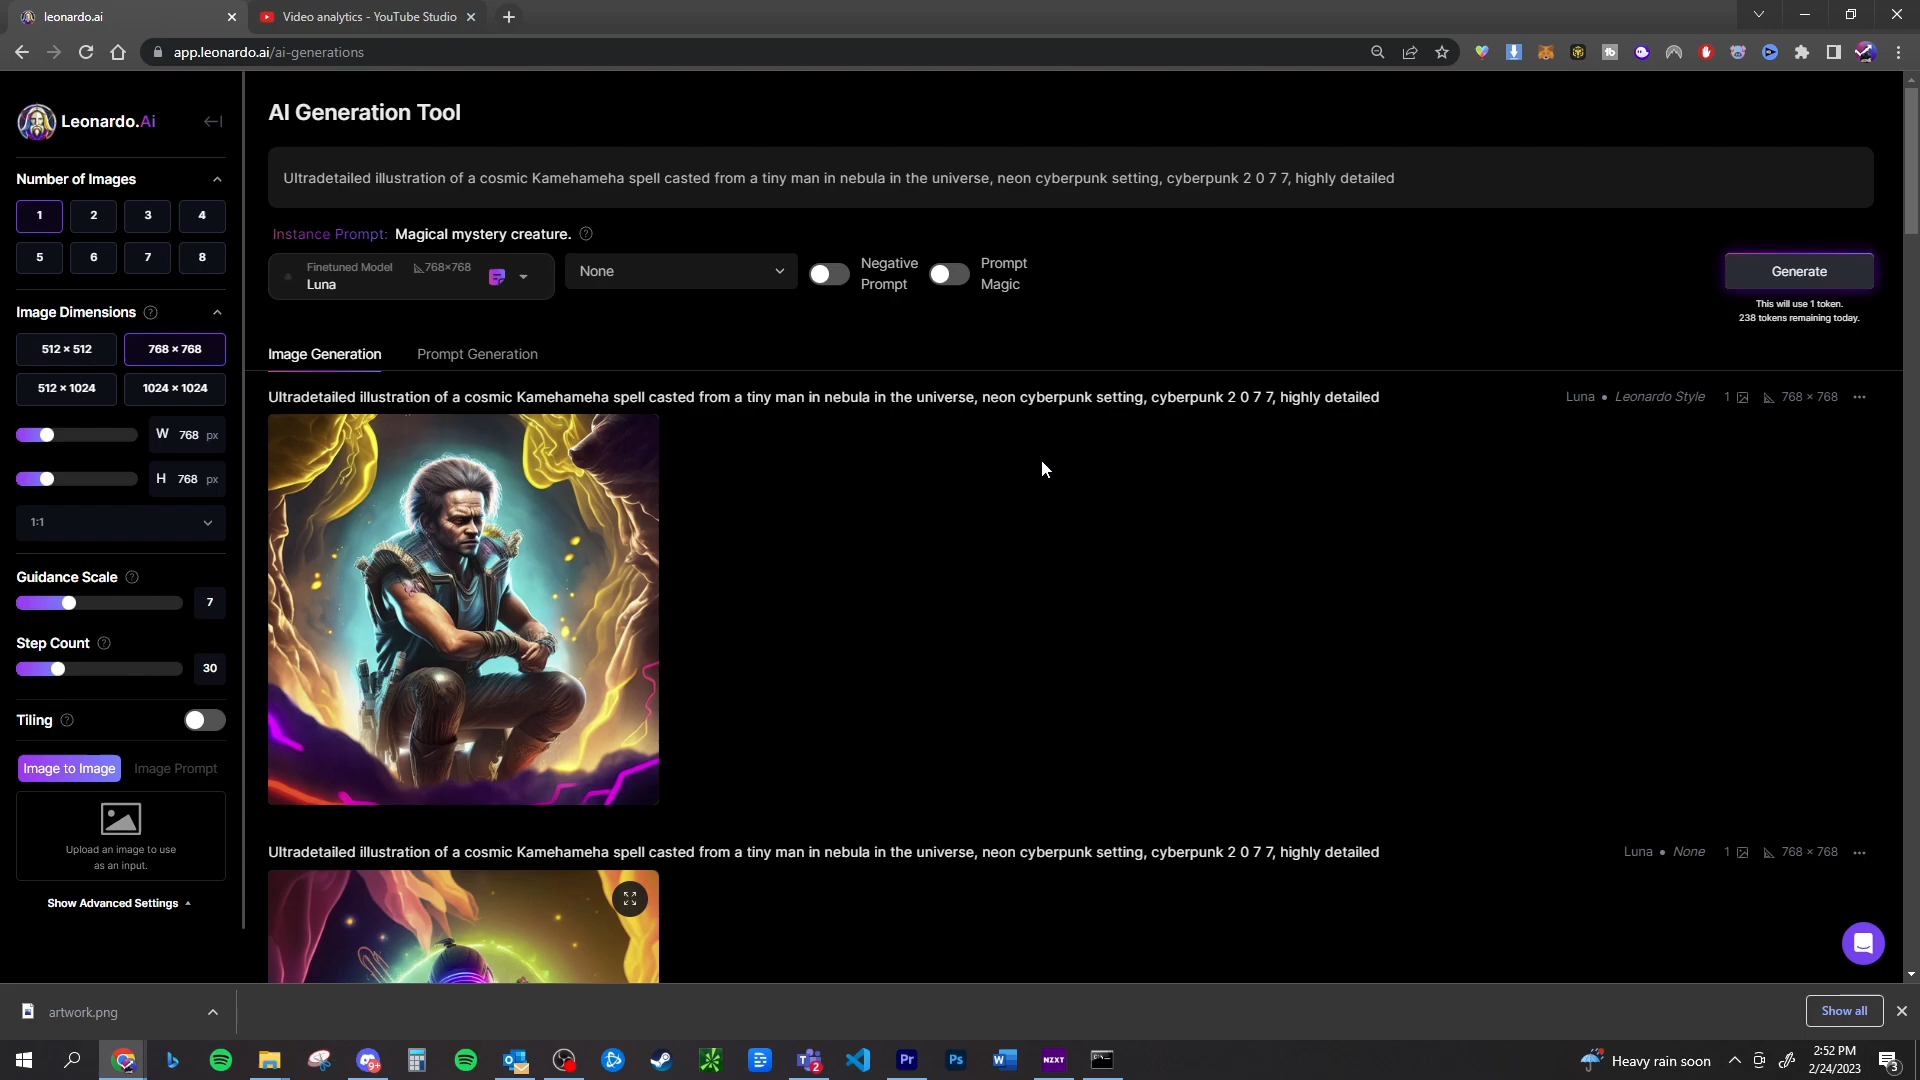 leonardo.ai
Video analytics - YouTube Studio
app.leonardo.ai/ai-generations
Leonardo.Ai
Number of Images
1 2 3 4
5 6 7 8
Image Dimensions
512 × 512 768 × 768
512 × 1024 1024 × 1024
W 768 px
H 768 px
1:1
Guidance Scale
7
Step Count
30
Tiling
Image to Image Image Prompt
Upload an image to use
as an input.
Show Advanced Settings
AI Generation Tool
Ultradetailed illustration of a cosmic Kamehameha spell casted from a tiny man in nebula in the universe, neon cyberpunk setting, cyberpunk 2 0 7 7, highly detailed
Instance Prompt: Magical mystery creature.
Finetuned Model 768×768
Luna
None
Negative
Prompt
Prompt
Magic
Generate
This will use 1 token.
238 tokens remaining today.
Image Generation Prompt Generation
Ultradetailed illustration of a cosmic Kamehameha spell casted from a tiny man in nebula in the universe, neon cyberpunk setting, cyberpunk 2 0 7 7, highly detailed
Luna • Leonardo Style 1 768 × 768
Ultradetailed illustration of a cosmic Kamehameha spell casted from a tiny man in nebula in the universe, neon cyberpunk setting, cyberpunk 2 0 7 7, highly detailed
Luna • None 1 768 × 768
artwork.png
Show all
9+
2
Pr
Ps
NZXT
Heavy rain soon
2:52 PM
2/24/2023
3